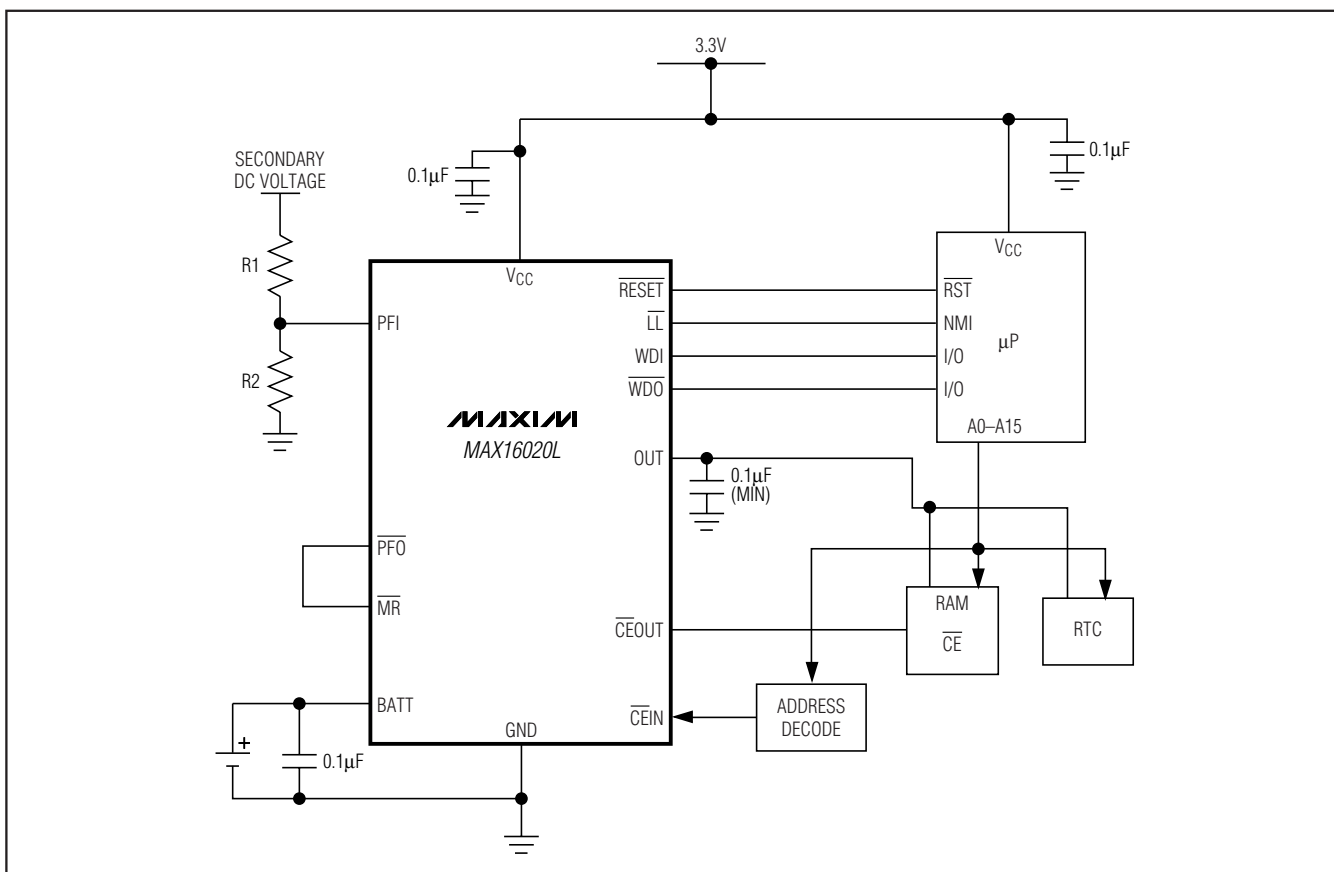 3.3V
0.1μF
0.1μF
SECONDARY
DC VOLTAGE
R1
R2
VCC
PFI
PFO
MR
BATT
GND
RESET
LL
WDI
WDO
OUT
CEOUT
CEIN
MAXIM
MAX16020L
VCC
RST
NMI
I/O
I/O
μP
A0–A15
0.1μF
(MIN)
RAM
CE
RTC
ADDRESS
DECODE
+
0.1μF